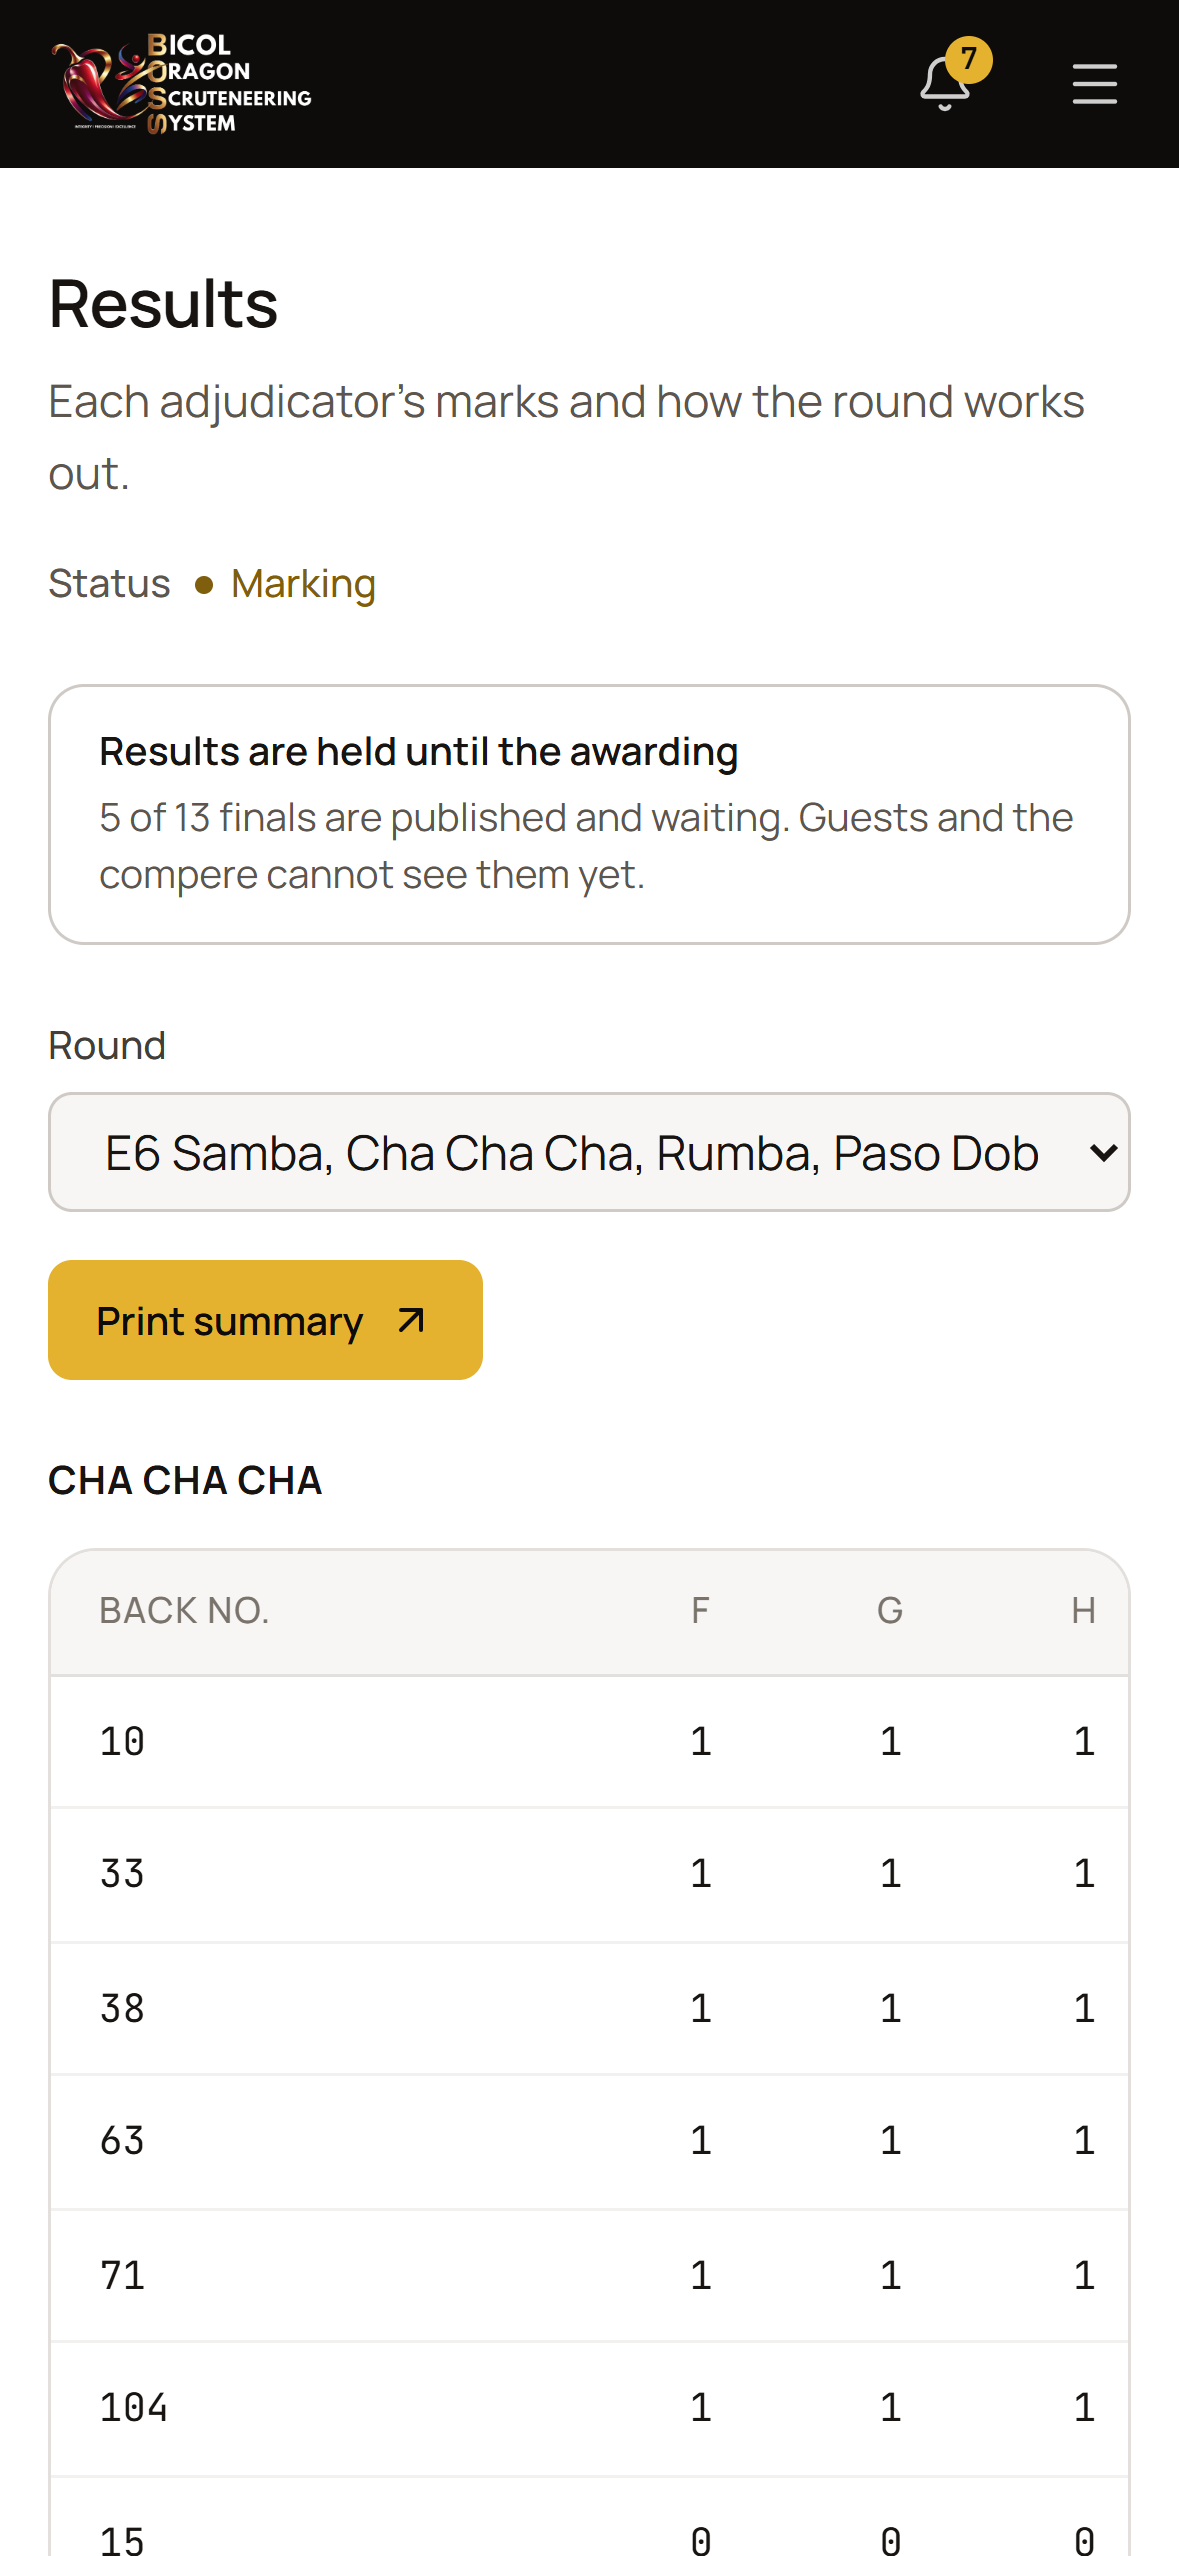 BICOL
ORAGON
SCRUTENEERING
SYSTEM
INTEGRITY | PRECISION | EXCELLENCE
7
Results
Each adjudicator’s marks and how the round works
out.
Status Marking
Results are held until the awarding
5 of 13 finals are published and waiting. Guests and the
compere cannot see them yet.
Round
E6 Samba, Cha Cha Cha, Rumba, Paso Dob
Print summary
CHA CHA CHA
BACK NO. F G H
10 1 1 1
33 1 1 1
38 1 1 1
63 1 1 1
71 1 1 1
104 1 1 1
15 0 0 0